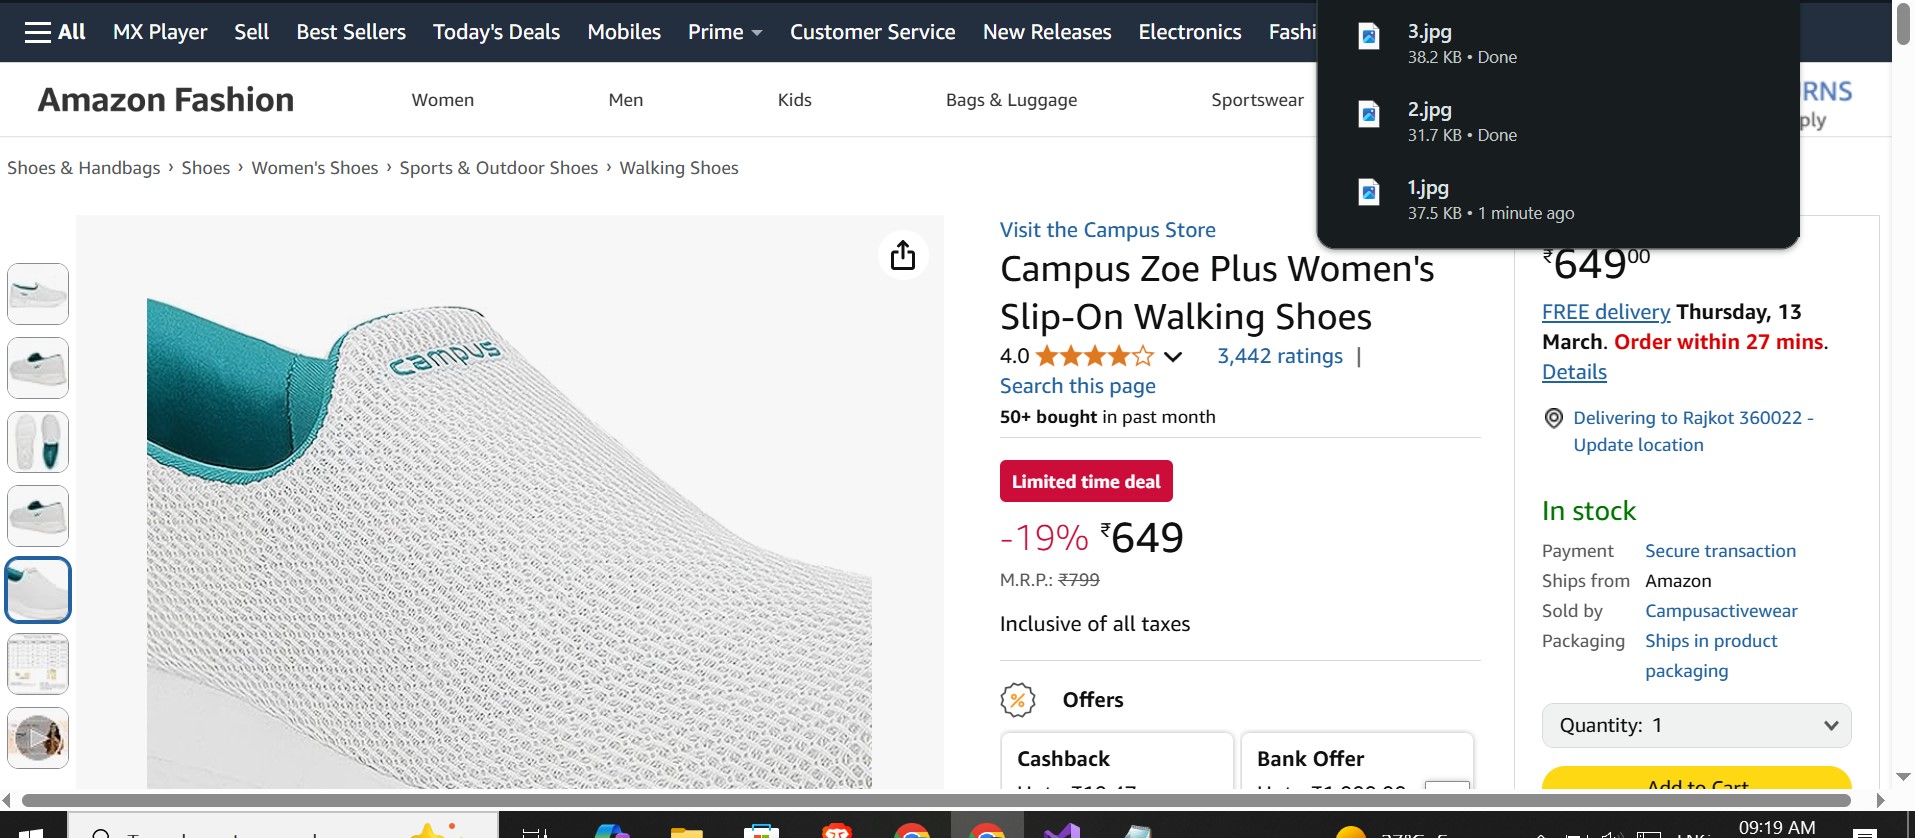 All MX Player Sell Best Sellers Today's Deals Mobiles Prime Customer Service New Releases Electronics Fashi
3.jpg
38.2 KB • Done
2.jpg
31.7 KB • Done
1.jpg
37.5 KB • 1 minute ago
Amazon Fashion Women Men Kids Bags & Luggage Sportswear
RNS
ply
Shoes & Handbags › Shoes › Women's Shoes › Sports & Outdoor Shoes › Walking Shoes
campus
Visit the Campus Store
Campus Zoe Plus Women's
Slip-On Walking Shoes
4.0 3,442 ratings |
Search this page
50+ bought in past month
Limited time deal
-19% ₹649
M.R.P.: ₹799
Inclusive of all taxes
Offers
Cashback
Bank Offer
₹64900
FREE delivery Thursday, 13
March. Order within 27 mins.
Details
Delivering to Rajkot 360022 -
Update location
In stock
Payment Secure transaction
Ships from Amazon
Sold by Campusactivewear
Packaging Ships in product
packaging
Quantity: 1
Add to Cart
09:19 AM